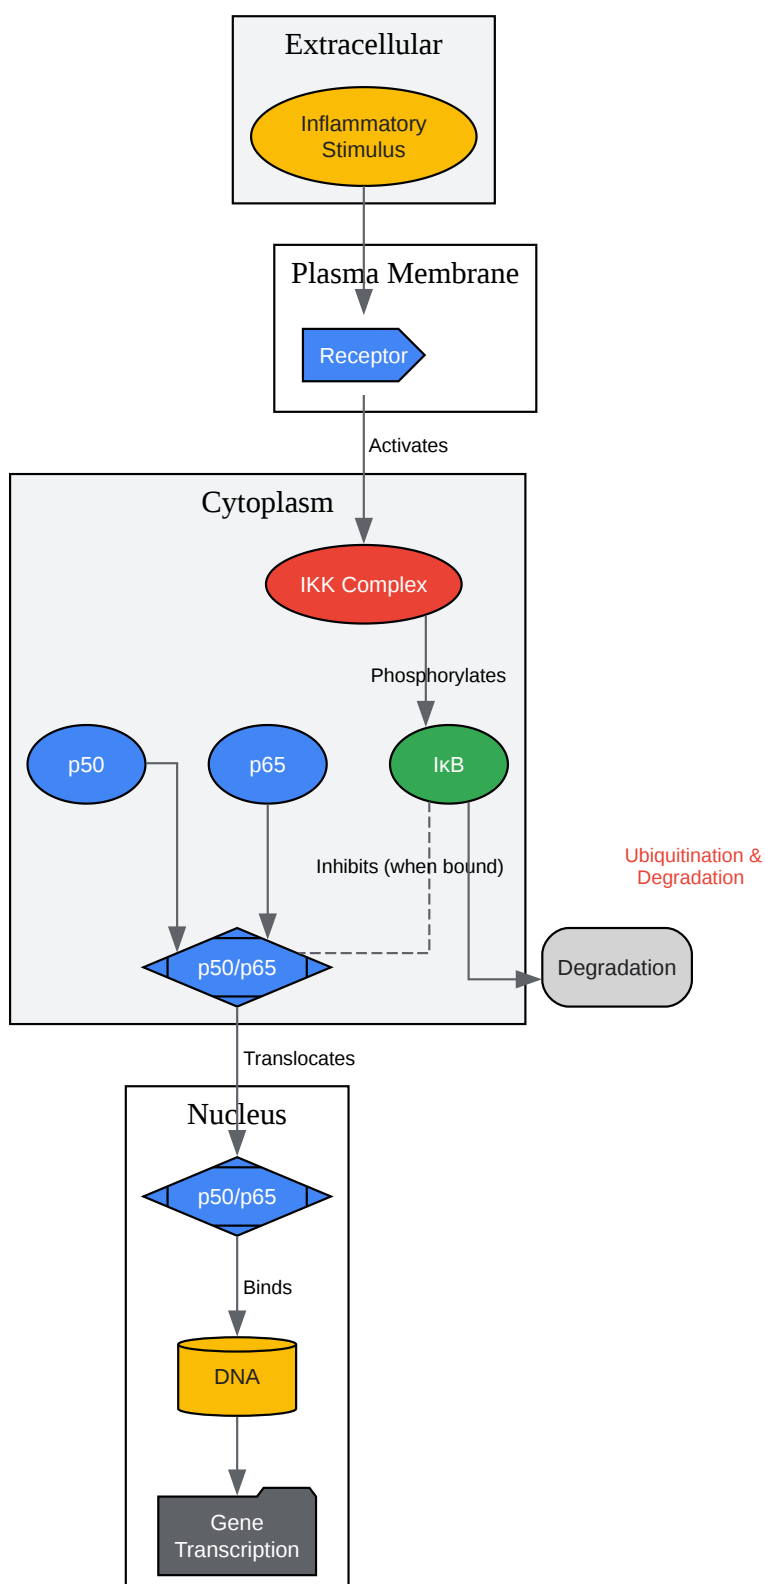 Extracellular
Inflammatory
Stimulus
Plasma Membrane
Receptor
Activates
Cytoplasm
IKK Complex
Phosphorylates
p50
p65
IκB
Inhibits (when bound)
Ubiquitination &
Degradation
p50/p65
Degradation
Translocates
Nucleus
p50/p65
Binds
DNA
Gene
Transcription